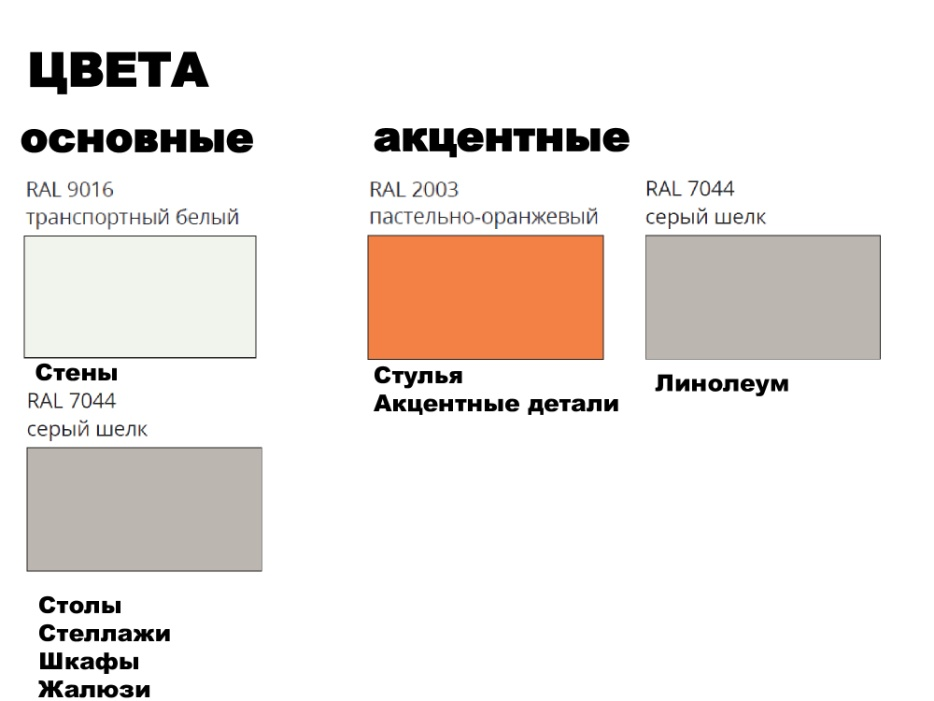 ЦВЕТА
основные
RAL 9016
транспортный белый
Стены
RAL 7044
серый шелк
Столы
Стеллажи
Шкафы
Жалюзи
акцентные
RAL 2003
пастельно-оранжевый
Стулья
Акцентные детали
RAL 7044
серый шелк
Линолеум